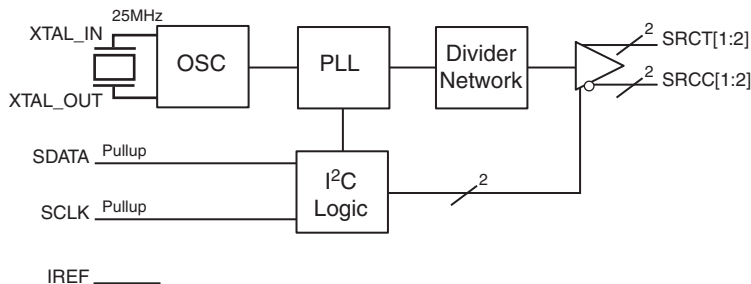 25MHz
XTAL_IN
XTAL_OUT
OSC
PLL
Divider
Network
2
SRCT[1:2]
2
SRCC[1:2]
SDATA Pullup
SCLK Pullup
I²C
Logic
2
IREF